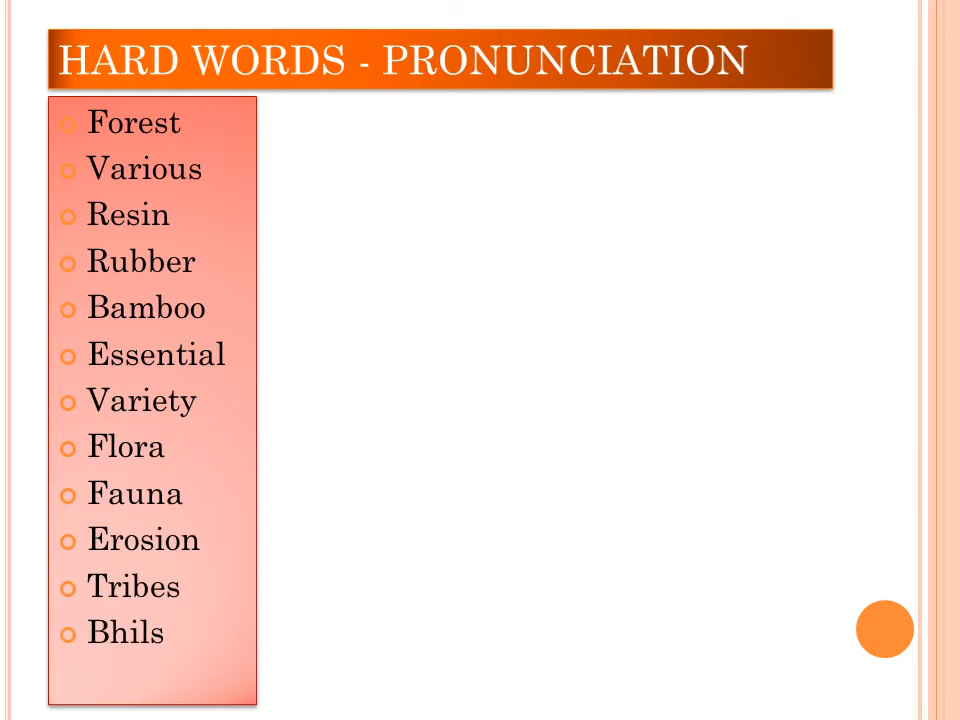 HARD WORDS - PRONUNCIATION
Forest
Various
Resin
Rubber
Bamboo
Essential
Variety
Flora
Fauna
Erosion
Tribes
Bhils